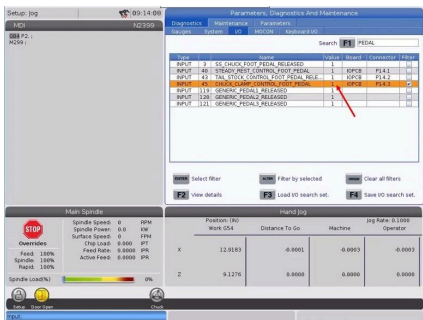 Setup: Jog
09:14:06
MDI N2399
G04 P2. ;
M299 ;
Parameters, Diagnostics And Maintenance
Diagnostics Maintenance Parameters
Gauges System I/O MOCON Keyboard I/O
Search F1 PEDAL
Type Name Value Board Connector Filter
INPUT 3 SS_CHUCK_FOOT_PEDAL_RELEASED 1
INPUT 40 STEADY_REST_CONTROL_FOOT_PEDAL 1 IOPCB P14.1
INPUT 43 TAIL_STOCK_CONTROL_FOOT_PEDAL_RELE... 1 IOPCB P14.2
INPUT 45 CHUCK_CLAMP_CONTROL_FOOT_PEDAL 1 IOPCB P14.3
INPUT 119 GENERIC_PEDAL1_RELEASED 1
INPUT 120 GENERIC_PEDAL2_RELEASED 1
INPUT 121 GENERIC_PEDAL3_RELEASED 1
ENTER Select filter
ALTER Filter by selected
Clear all filters
F2 View details
F3 Load I/O search set.
F4 Save I/O search set.
Main Spindle
STOP
Overrides
Feed: 100%
Spindle: 100%
Rapid: 100%
Spindle Speed: 0 RPM
Spindle Power: 0.0 KW
Surface Speed: 0 FPM
Chip Load: 0.000 IPT
Feed Rate: 0.0000 IPR
Active Feed: 0.0000 IPR
Spindle Load(%) 0%
Hand Jog
Position: (IN) Jog Rate: 0.1000
Work G54 Distance To Go Machine Operator
X 12.9183 -0.0001 -0.0003 -0.0003
Z 9.1276 0.0000 0.0000 0.0000
Setup Door Open Chuck
Input